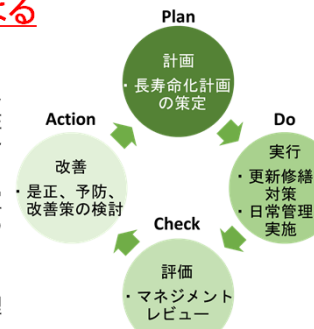 よる
Plan
計画
・長寿命化計画
の策定
Action
Do
改善
・是正、予防、
改善策の検討
実行
・更新修繕
対策
・日常管理
実施
Check
評価
・マネジメント
レビュー